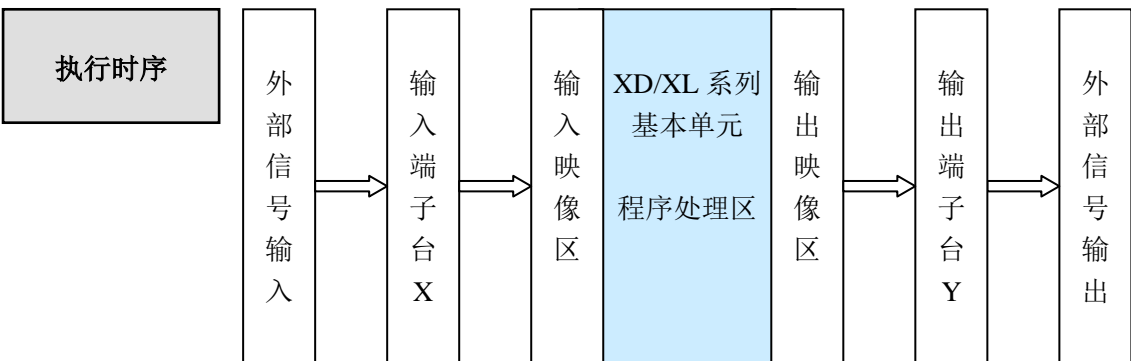 执行时序
外部信号输入
输入端子台X
输入映像区
XD/XL 系列
基本单元
程序处理区
输出映像区
输出端子台Y
外部信号输出